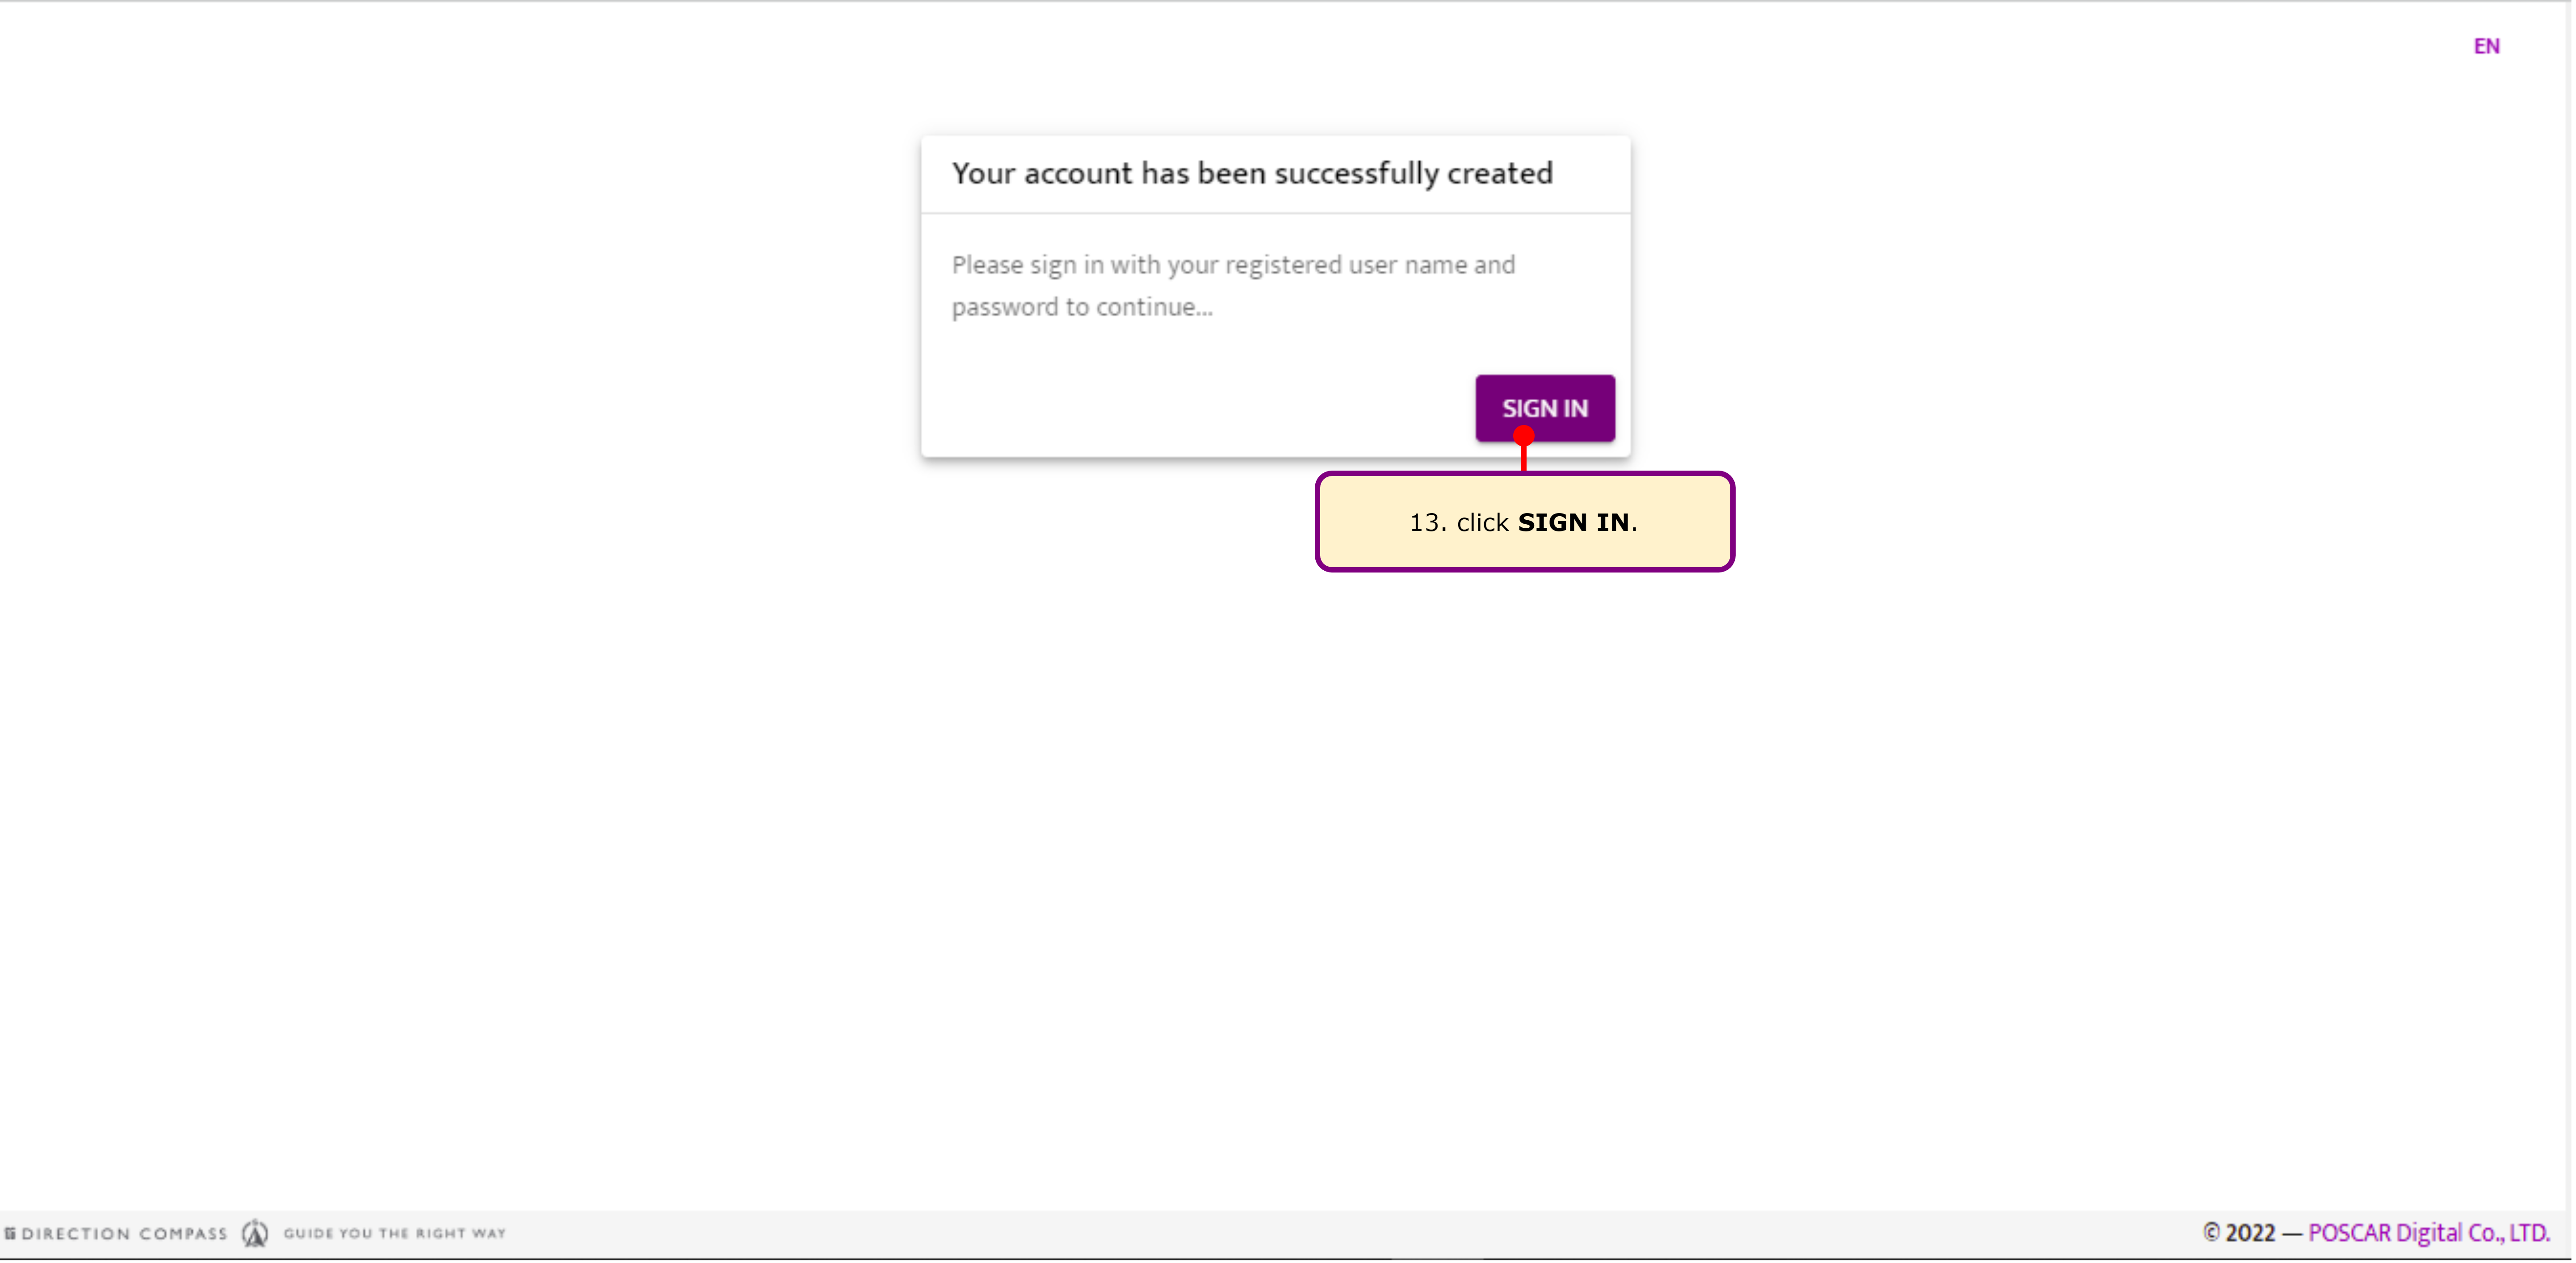 EN
Your account has been successfully created
Please sign in with your registered user name and
password to continue...
SIGN IN
13. click SIGN IN.
DIRECTION COMPASS GUIDE YOU THE RIGHT WAY
© 2022 — POSCAR Digital Co., LTD.